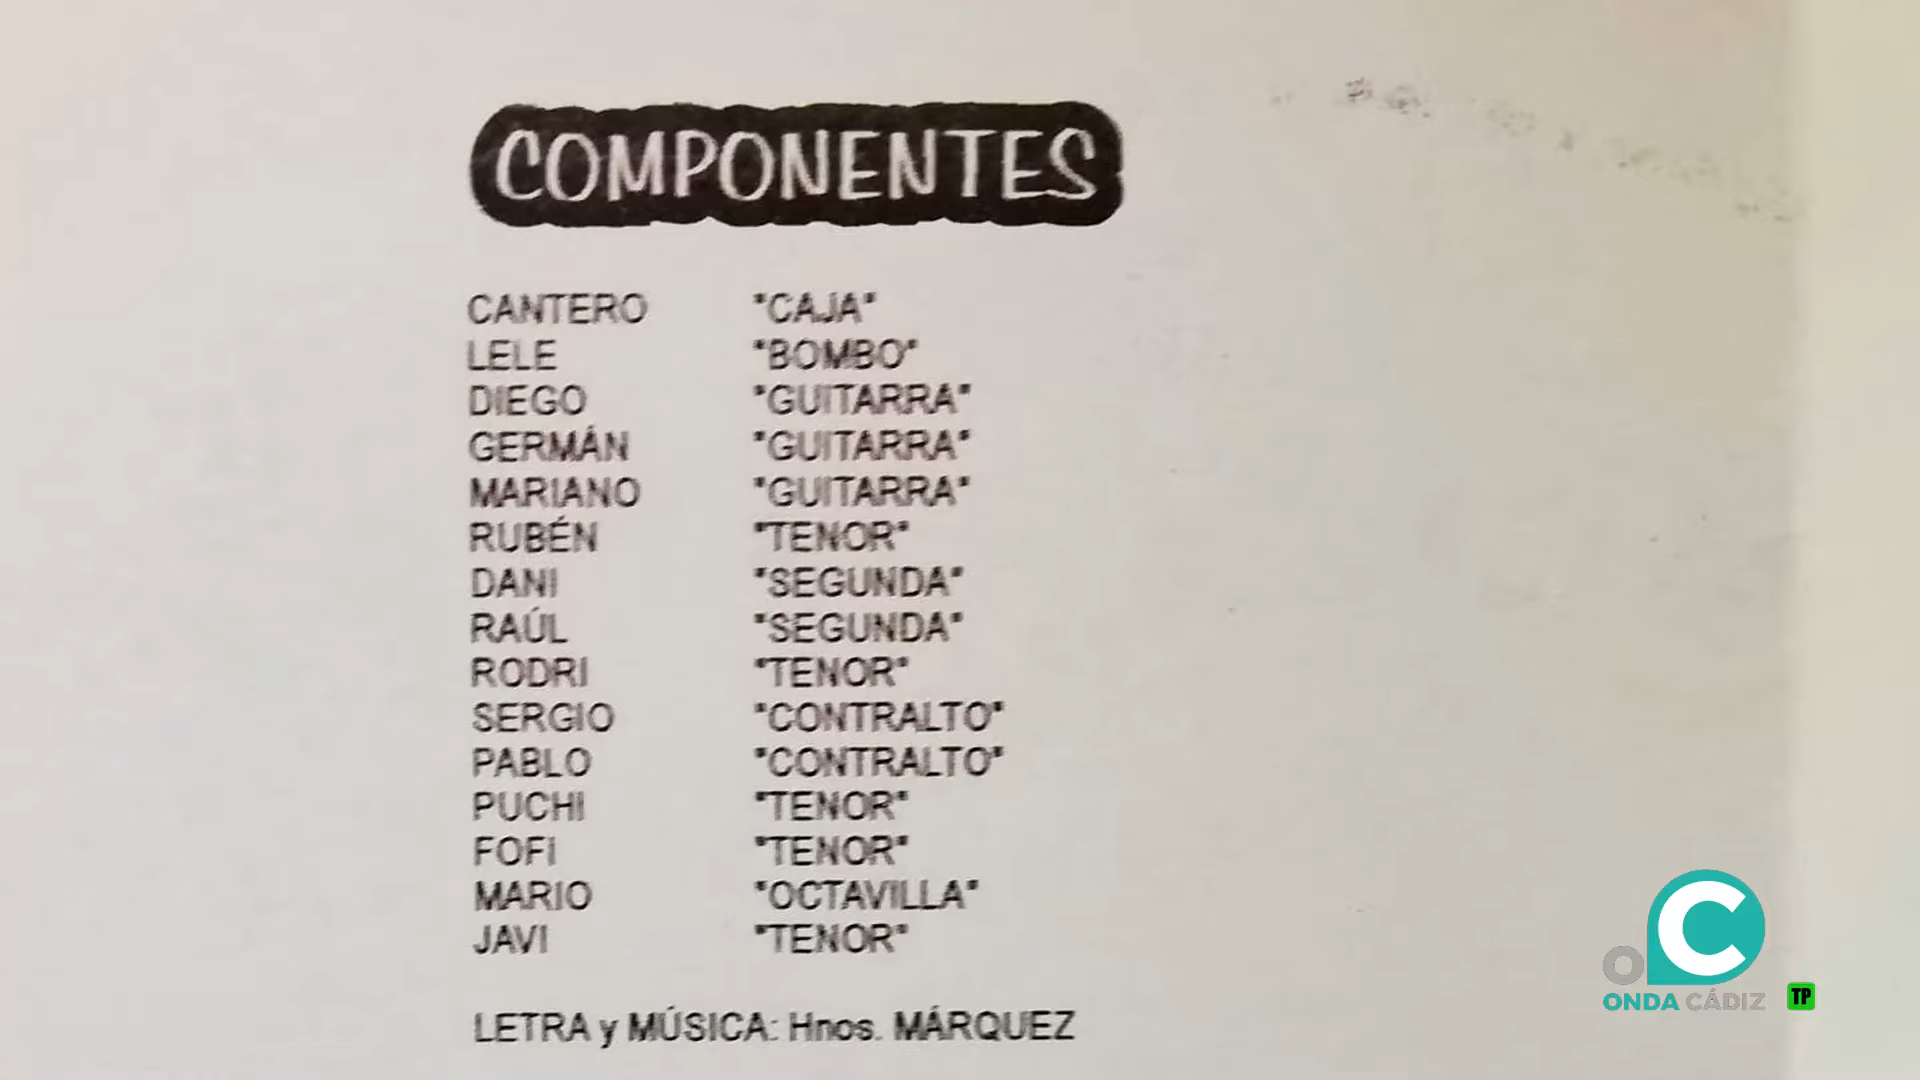 COMPONENTES
CANTERO "CAJA"
LELE "BOMBO"
DIEGO "GUITARRA"
GERMÁN "GUITARRA"
MARIANO "GUITARRA"
RUBÉN "TENOR"
DANI "SEGUNDA"
RAÚL "SEGUNDA"
RODRI "TENOR"
SERGIO "CONTRALTO"
PABLO "CONTRALTO"
PUCHI "TENOR"
FOFI "TENOR"
MARIO "OCTAVILLA"
JAVI "TENOR"
LETRA y MÚSICA: Hnos. MÁRQUEZ
O C
ONDA CÁDIZ TP